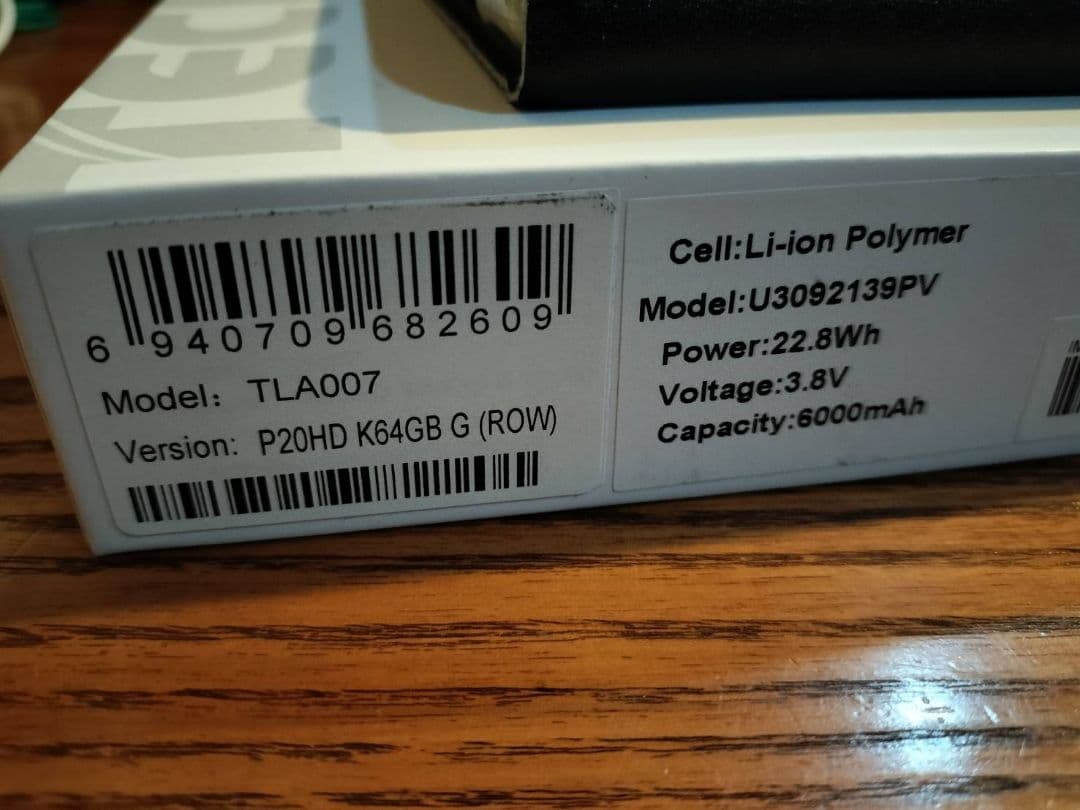 6 940709 682609
Model: TLA007
Version: P20HD K64GB G (ROW)
Cell:Li-ion Polymer
Model:U3092139PV
Power:22.8Wh
Voltage:3.8V
Capacity:6000mAh